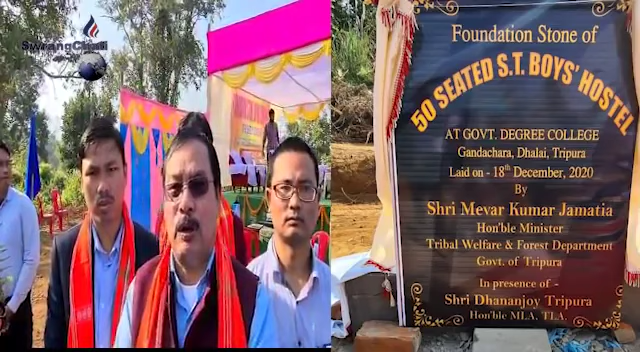 SwrangChati
Foundation Stone of
50 SEATED S.T. BOYS' HOSTEL
AT GOVT. DEGREE COLLEGE
Gandachara, Dhalai, Tripura
Laid on - 18th December, 2020
By
Shri Mevar Kumar Jamatia
Hon'ble Minister
Tribal Welfare & Forest Department
Govt. of Tripura
In presence of -
Shri Dhananjoy Tripura
Hon'ble MLA, TLA.